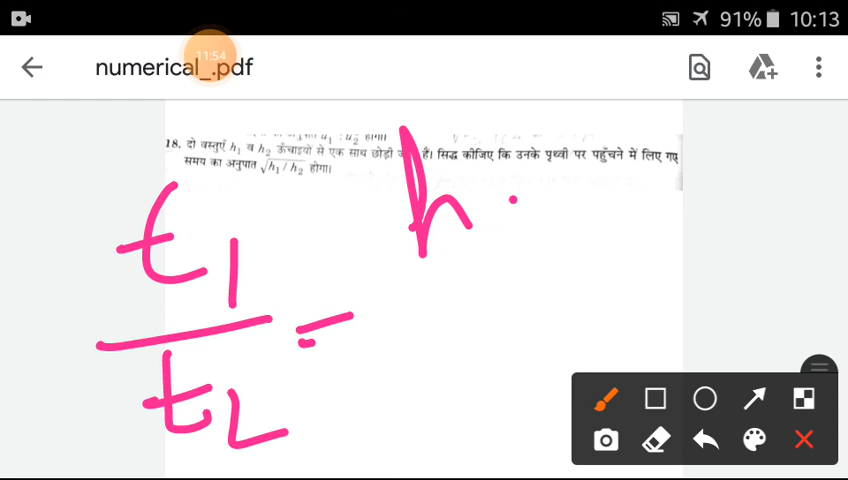 91% 10:13
11:54
numerical_.pdf
18. दो वस्तुएँ h₁ व h₂ ऊँचाइयों से एक साथ छोड़ी हैं। सिद्ध कीजिए कि उनके पृथ्वी पर पहुँचने में लिए गए
समय का अनुपात √h₁ / h₂ होगा।
h
t₁
=
t₂